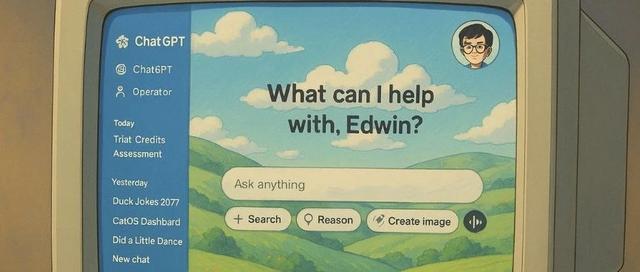 ChatGPT
Chat6PT
Operator
Today
Triat Credits
Assessment
Yesterday
Duck Jokes 2077
CatOS Dashbard
Did a Little Dance
New chat
What can I help
with, Edwin?
Ask anything
+ Search
Reason
Create image